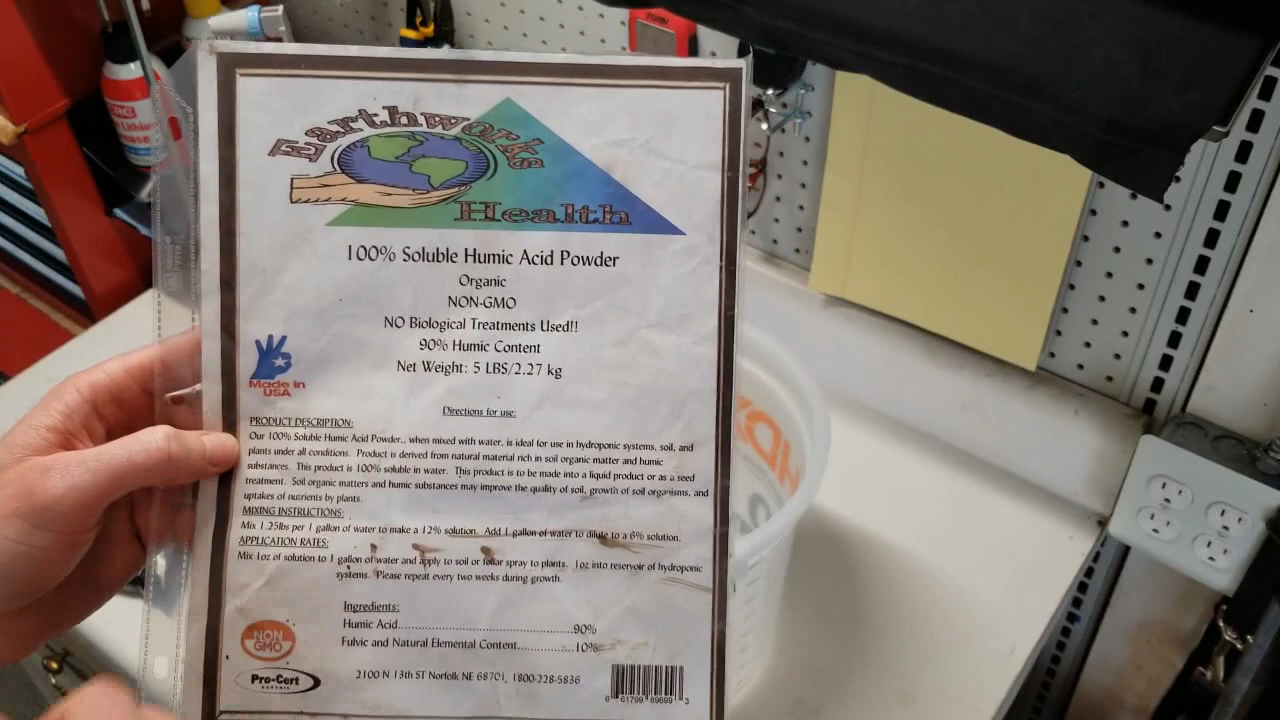 Earthworks
Health
100% Soluble Humic Acid Powder
Organic
NON-GMO
NO Biological Treatments Used!!
90% Humic Content
Net Weight: 5 LBS/2.27 kg
Made in
USA
Directions for use:
PRODUCT DESCRIPTION:
Our 100% Soluble Humic Acid Powder., when mixed with water, is ideal for use in hydroponic systems, soil, and
plants under all conditions. Product is derived from natural material rich in soil organic matter and humic
substances. This product is 100% soluble in water. This product is to be made into a liquid product or as a seed
treatment. Soil organic matters and humic substances may improve the quality of soil, growth of soil organisms, and
uptakes of nutrients by plants.
MIXING INSTRUCTIONS:
Mix 1.25lbs per 1 gallon of water to make a 12% solution. Add 1 gallon of water to dilute to a 6% solution.
APPLICATION RATES:
Mix 1oz of solution to 1 gallon of water and apply to soil or foliar spray to plants. 1oz into reservoir of hydroponic
systems. Please repeat every two weeks during growth.
Ingredients:
Humic Acid............................................90%
Fulvic and Natural Elemental Content...............10%
NON
GMO
Pro-Cert
ORGANIC
2100 N 13th ST Norfolk NE 68701, 1800-228-5836
6 61799 89699 3